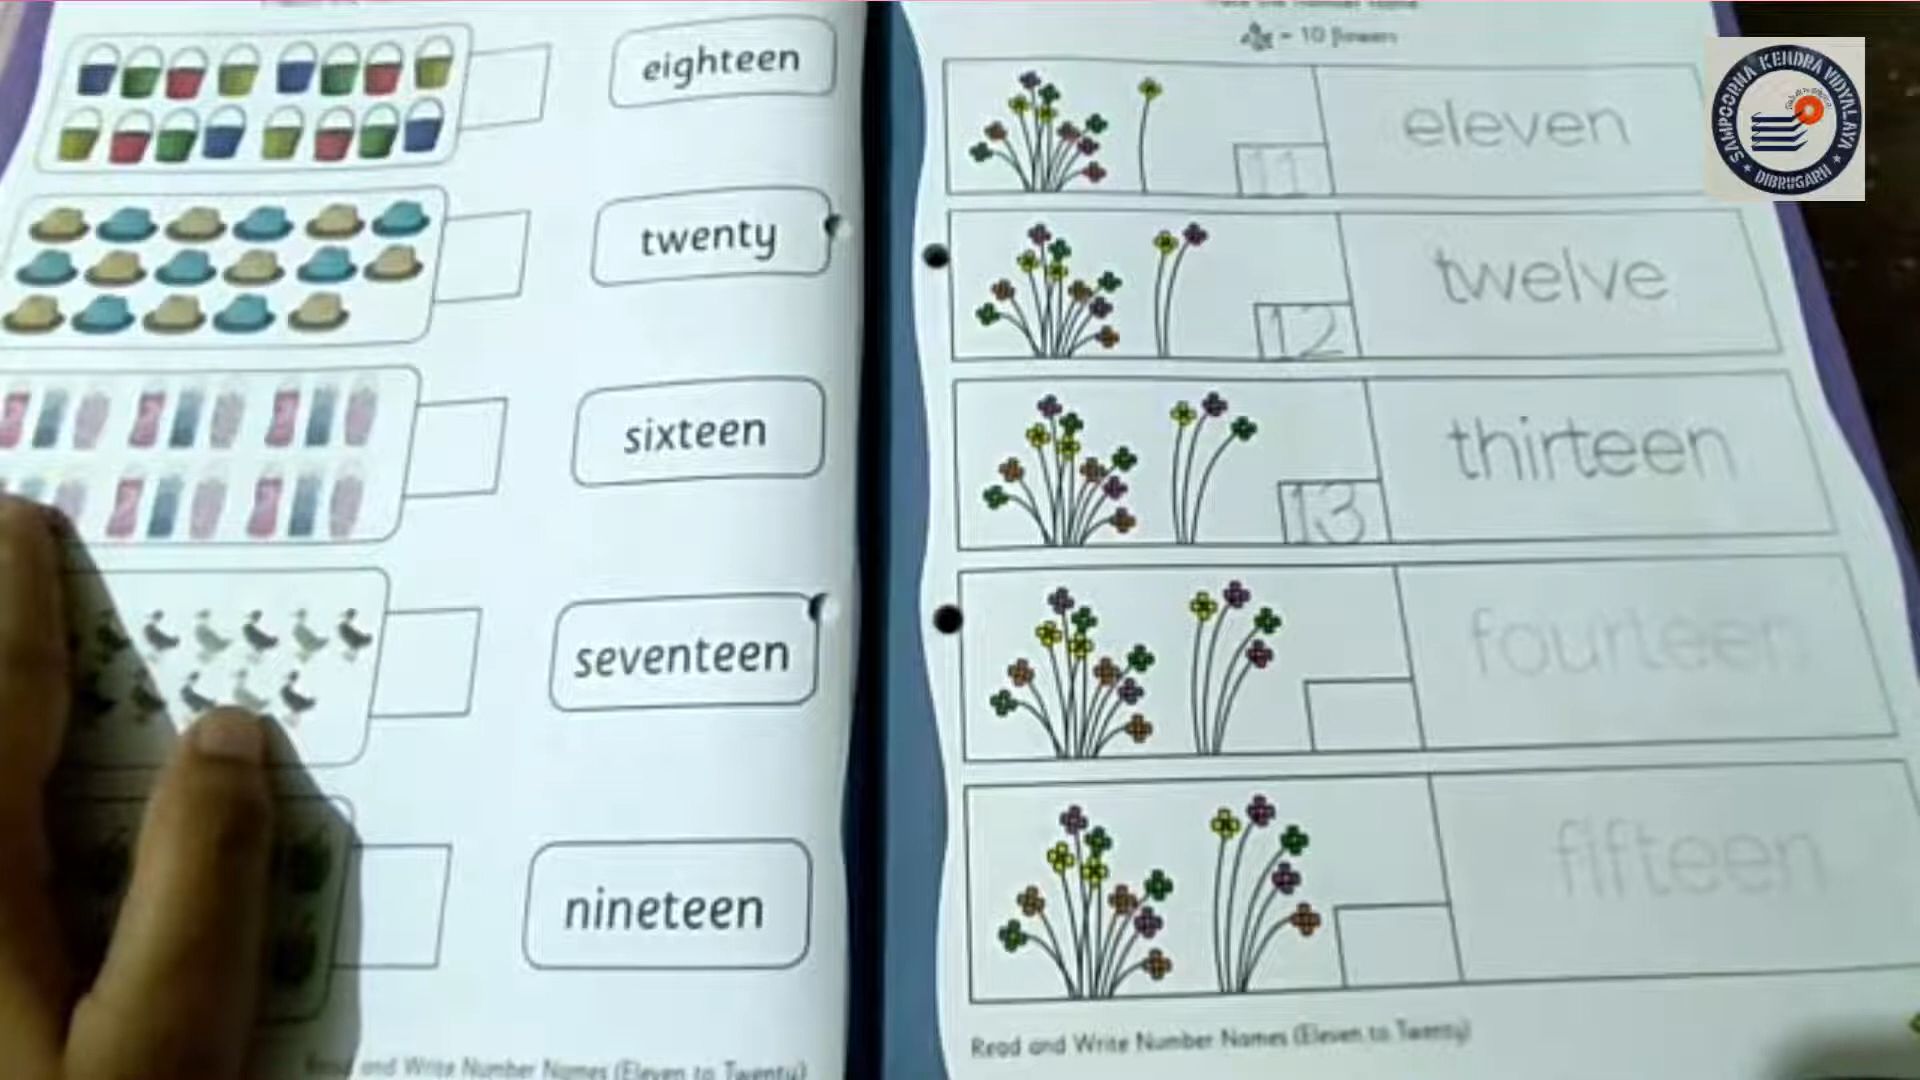 eighteen
twenty
sixteen
seventeen
nineteen
and Write Number Names (Eleven to Twenty)
= 10 flowers
11
eleven
12
twelve
13
thirteen
fourteen
fifteen
Read and Write Number Names (Eleven to Twenty)
SAMPOORNA KENDRA VIDYALAYA
DIBRUGARH